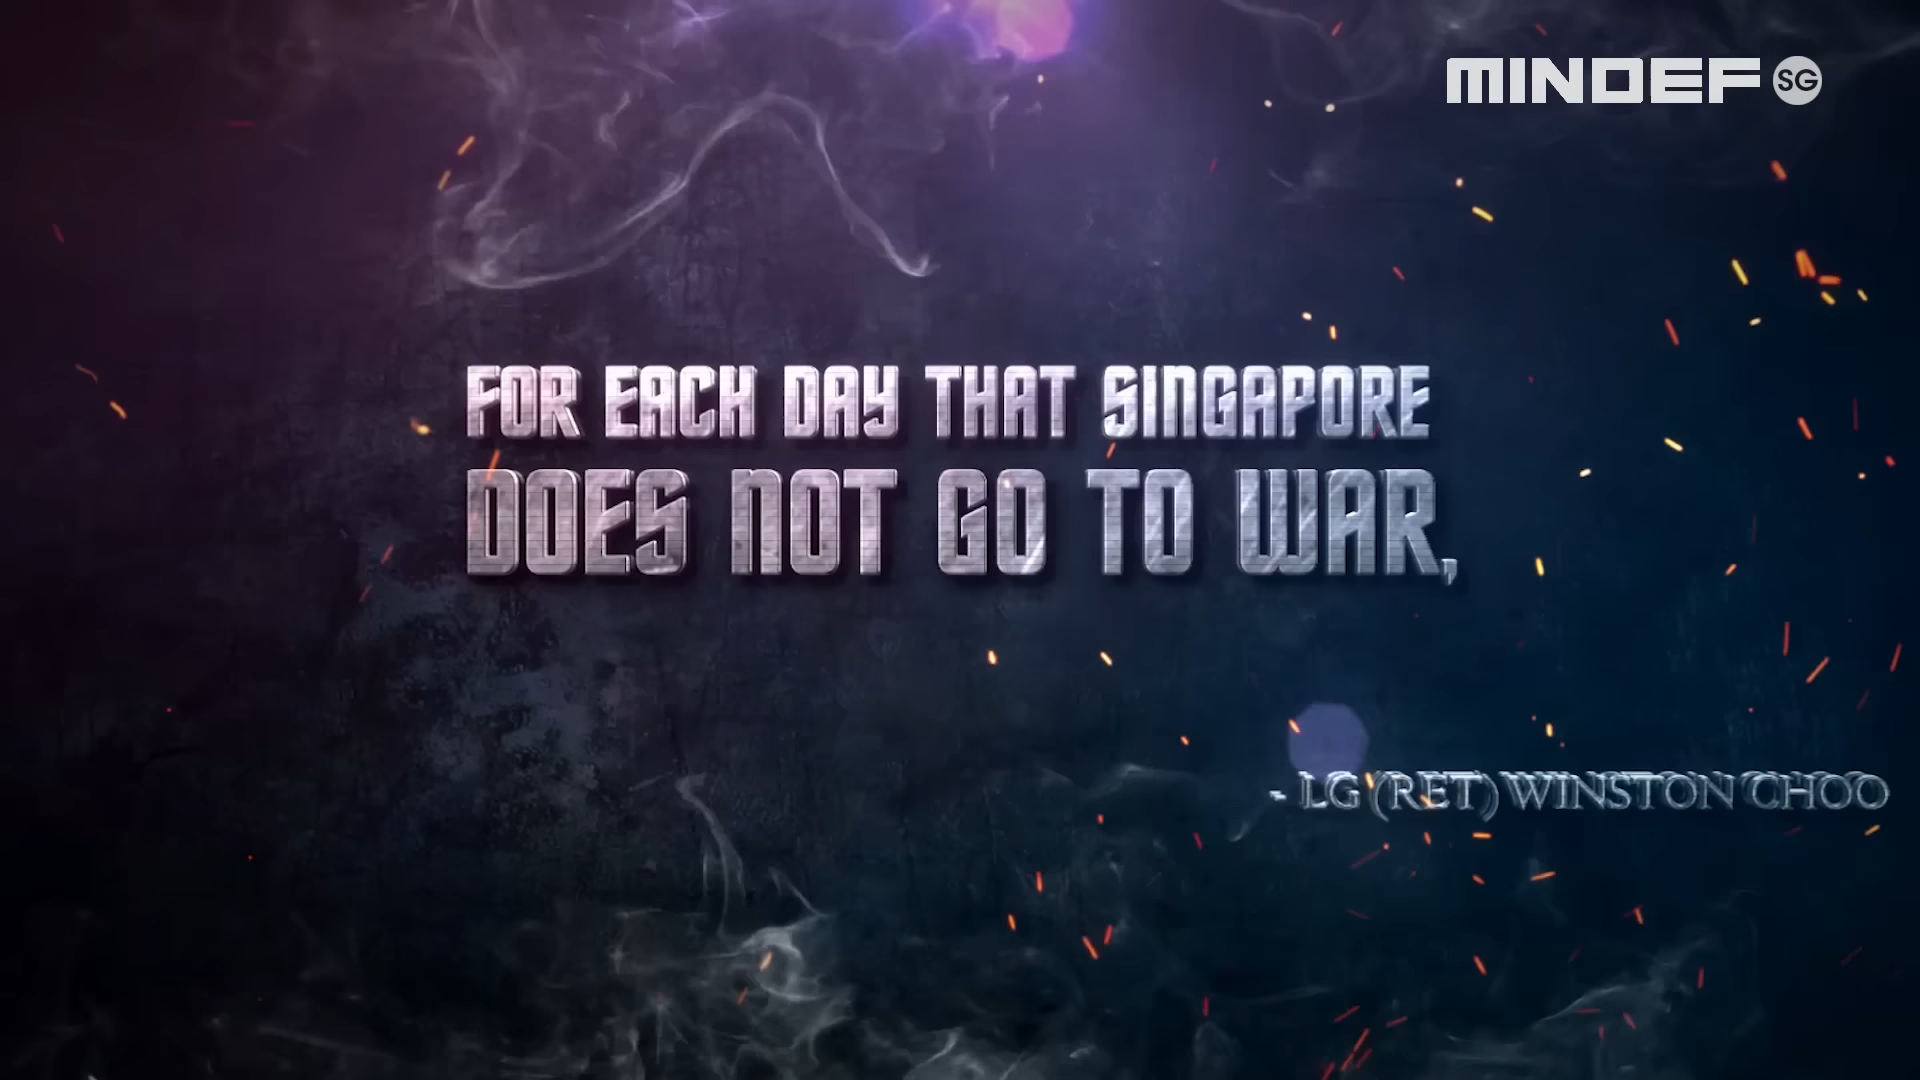 MINDEF SG
FOR EACH DAY THAT SINGAPORE
DOES NOT GO TO WAR,
- LG (RET) WINSTON CHOO